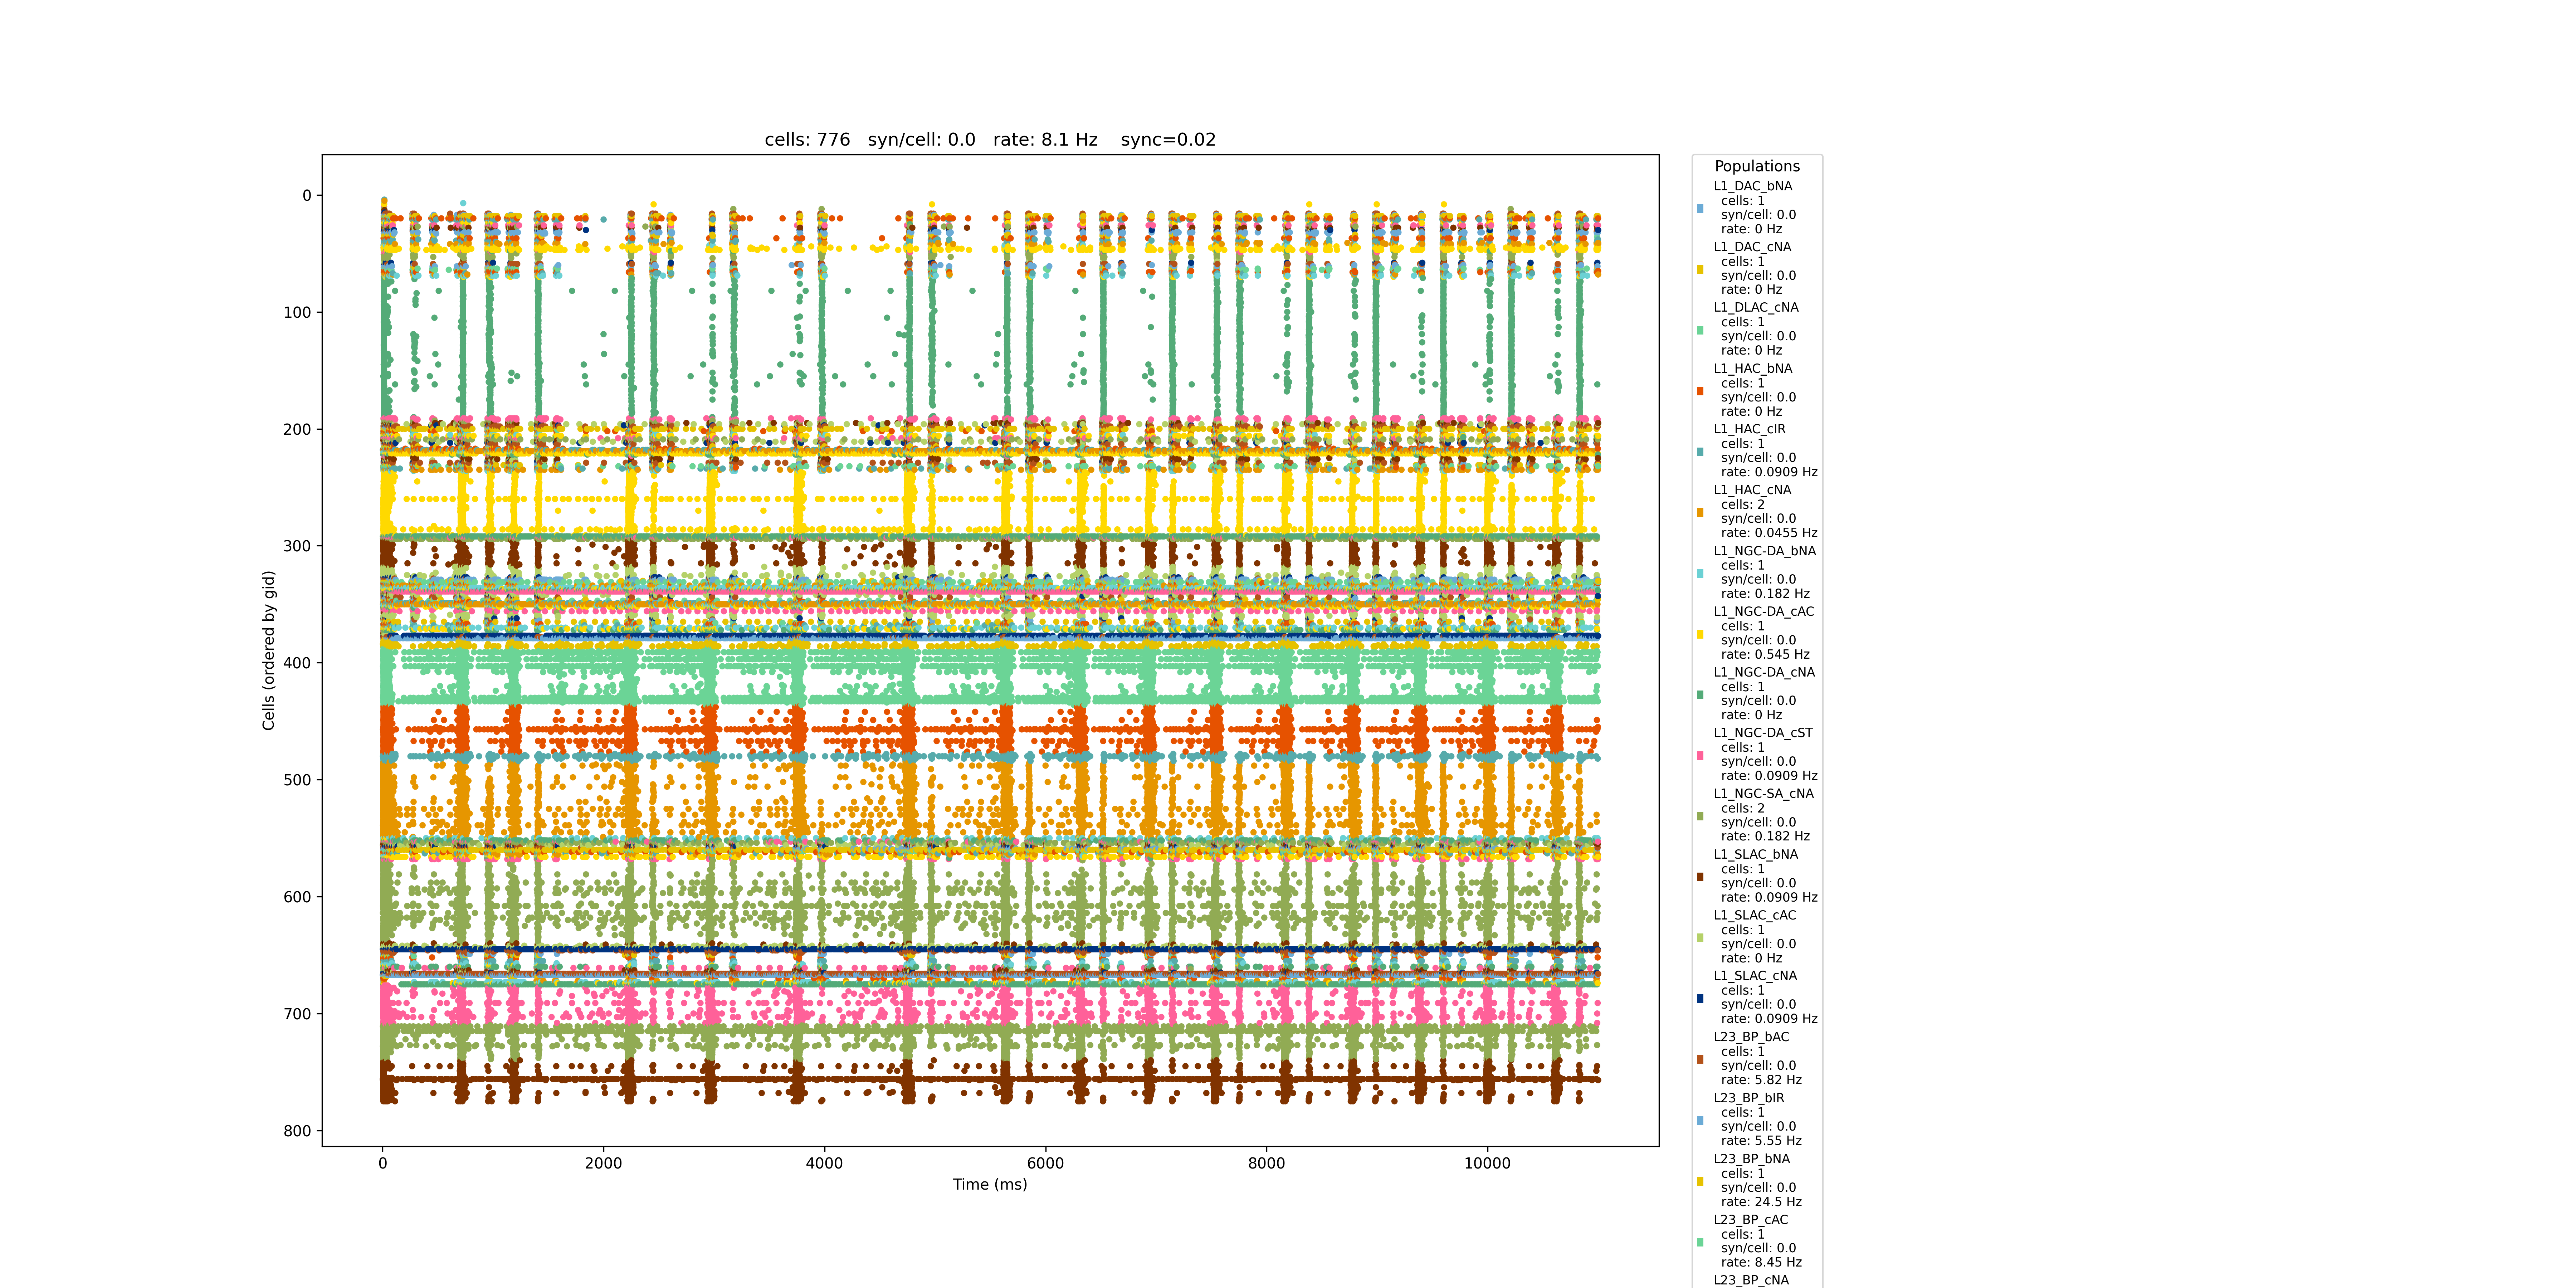 cells: 776   syn/cell: 0.0   rate: 8.1 Hz    sync=0.02
Cells (ordered by gid)
0
100
200
300
400
500
600
700
800
0
2000
4000
6000
8000
10000
Time (ms)
Populations
L1_DAC_bNA
cells: 1
syn/cell: 0.0
rate: 0 Hz
L1_DAC_cNA
cells: 1
syn/cell: 0.0
rate: 0 Hz
L1_DLAC_cNA
cells: 1
syn/cell: 0.0
rate: 0 Hz
L1_HAC_bNA
cells: 1
syn/cell: 0.0
rate: 0 Hz
L1_HAC_cIR
cells: 1
syn/cell: 0.0
rate: 0.0909 Hz
L1_HAC_cNA
cells: 2
syn/cell: 0.0
rate: 0.0455 Hz
L1_NGC-DA_bNA
cells: 1
syn/cell: 0.0
rate: 0.182 Hz
L1_NGC-DA_cAC
cells: 1
syn/cell: 0.0
rate: 0.545 Hz
L1_NGC-DA_cNA
cells: 1
syn/cell: 0.0
rate: 0 Hz
L1_NGC-DA_cST
cells: 1
syn/cell: 0.0
rate: 0.0909 Hz
L1_NGC-SA_cNA
cells: 2
syn/cell: 0.0
rate: 0.182 Hz
L1_SLAC_bNA
cells: 1
syn/cell: 0.0
rate: 0.0909 Hz
L1_SLAC_cAC
cells: 1
syn/cell: 0.0
rate: 0 Hz
L1_SLAC_cNA
cells: 1
syn/cell: 0.0
rate: 0.0909 Hz
L23_BP_bAC
cells: 1
syn/cell: 0.0
rate: 5.82 Hz
L23_BP_bIR
cells: 1
syn/cell: 0.0
rate: 5.55 Hz
L23_BP_bNA
cells: 1
syn/cell: 0.0
rate: 24.5 Hz
L23_BP_cAC
cells: 1
syn/cell: 0.0
rate: 8.45 Hz
L23_BP_cNA